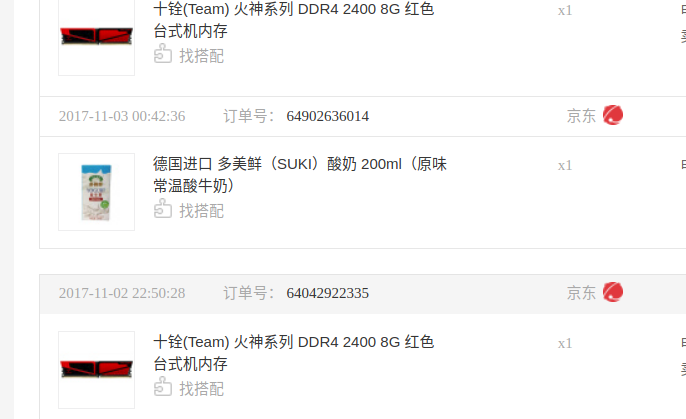 十铨(Team) 火神系列 DDR4 2400 8G 红色
x1
台式机内存
找搭配
2017-11-03 00:42:36 订单号： 64902636014 京东
德国进口 多美鲜（SUKI）酸奶 200ml（原味
x1
常温酸牛奶）
找搭配
2017-11-02 22:50:28 订单号： 64042922335 京东
十铨(Team) 火神系列 DDR4 2400 8G 红色
x1
台式机内存
找搭配